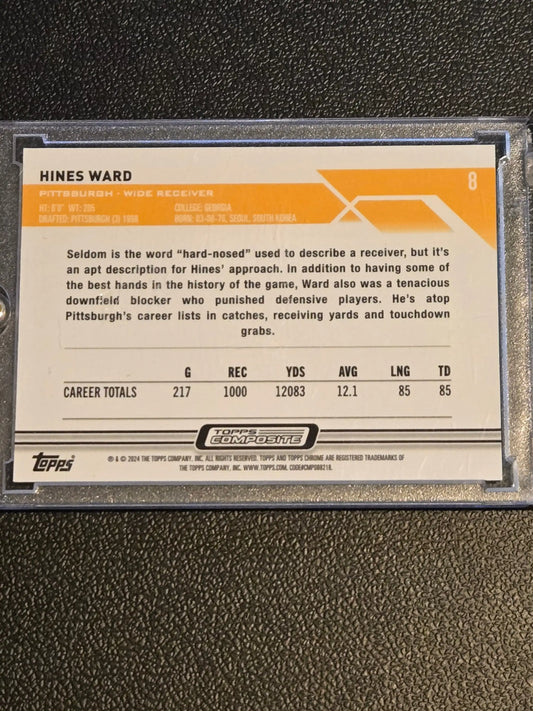 HINES WARD
8
PITTSBURGH - WIDE RECEIVER
HT: 6'0" WT: 205 COLLEGE: GEORGIA
DRAFTED: PITTSBURGH (3) 1998 BORN: 03-08-76, SEOUL, SOUTH KOREA
Seldom is the word "hard-nosed" used to describe a receiver, but it's
an apt description for Hines' approach. In addition to having some of
the best hands in the history of the game, Ward also was a tenacious
downfield blocker who punished defensive players. He's atop
Pittsburgh's career lists in catches, receiving yards and touchdown
grabs.
G REC YDS AVG LNG TD
CAREER TOTALS 217 1000 12083 12.1 85 85
TOPPS
COMPOSITE
Topps
® & © 2024 THE TOPPS COMPANY, INC. ALL RIGHTS RESERVED. TOPPS AND TOPPS CHROME ARE REGISTERED TRADEMARKS OF
THE TOPPS COMPANY, INC. WWW.TOPPS.COM. CODE#CMP088218.